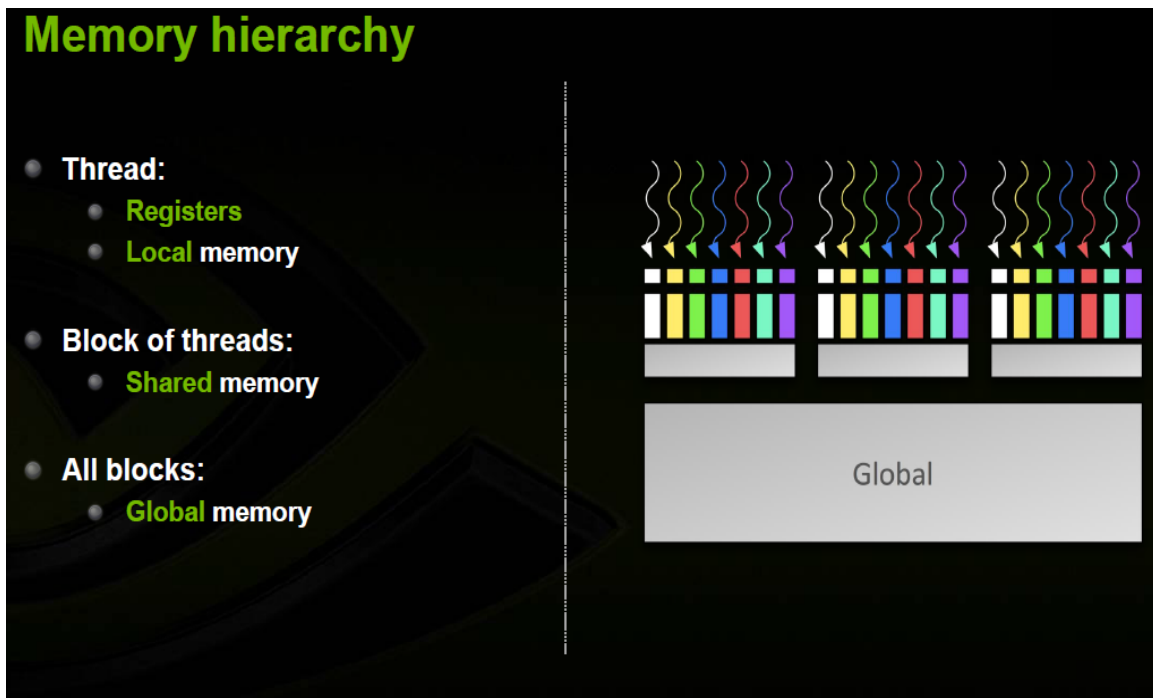 Memory hierarchy
Thread:
Registers
Local memory
Block of threads:
Shared memory
All blocks:
Global memory
Global